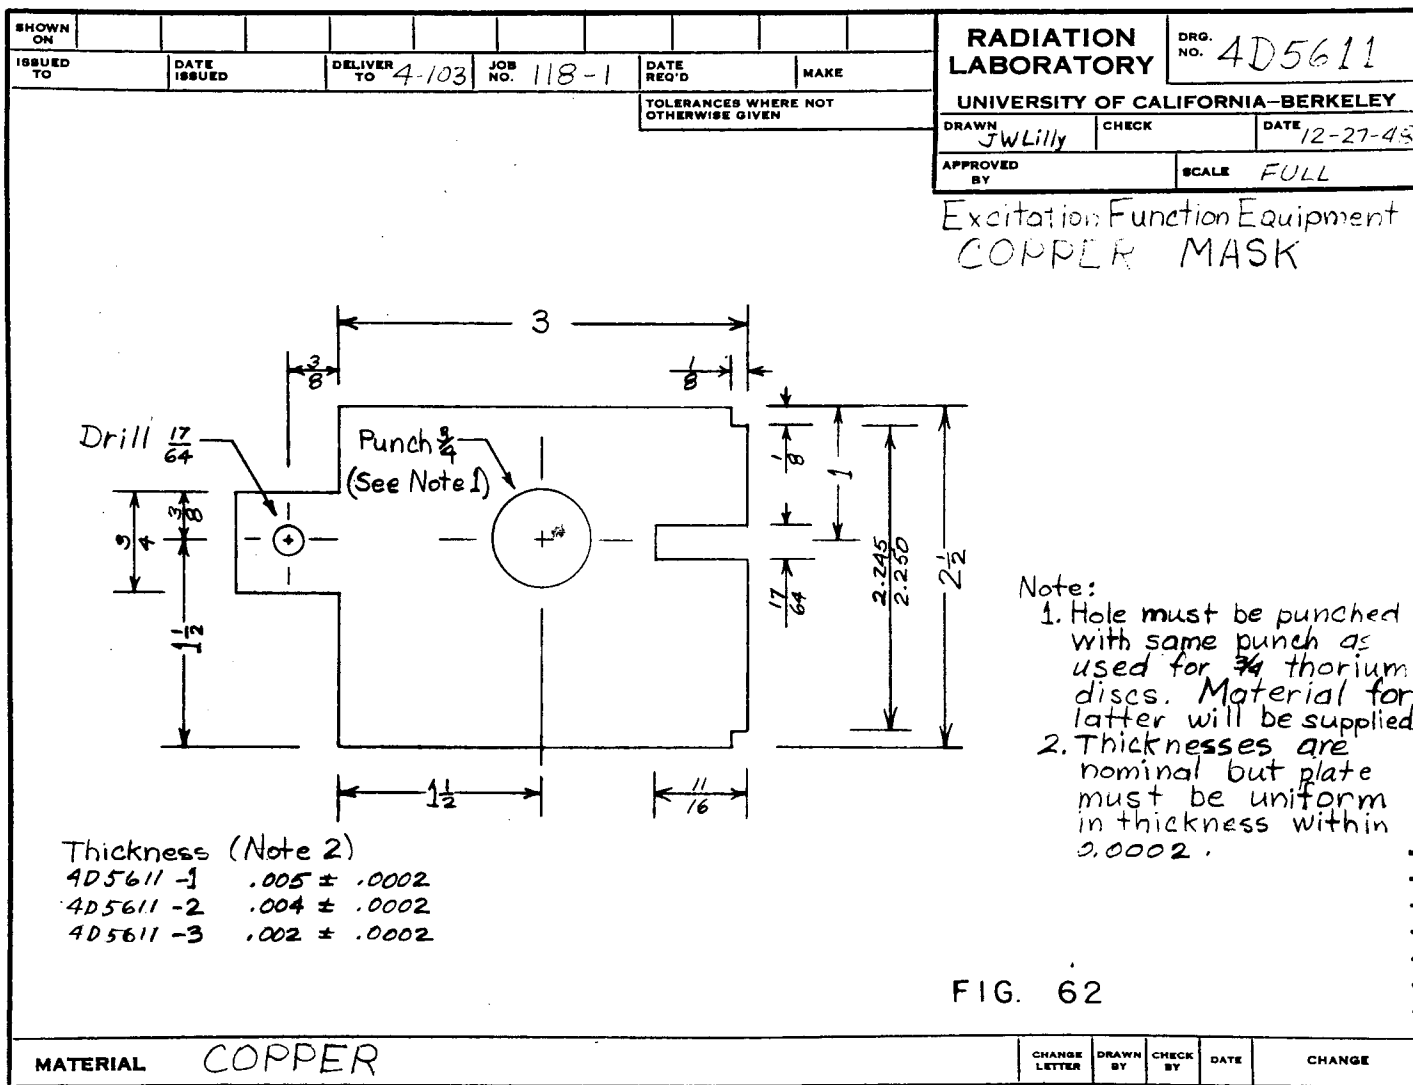 SHOWN ON
ISSUED TO
DATE ISSUED
DELIVER TO 4-103
JOB NO. 118-1
DATE REQ'D
MAKE
TOLERANCES WHERE NOT OTHERWISE GIVEN
RADIATION LABORATORY
DRG. NO. 4D5611
UNIVERSITY OF CALIFORNIA—BERKELEY
DRAWN JWLilly
CHECK
DATE 12-27-48
APPROVED BY
SCALE FULL
Excitation Function Equipment
COPPER MASK
3
3/8
1/8
Drill 17/64
Punch 3/4
(See Note 1)
1/8
1
3/8
3/4
1 1/2
17/64
2.245
2.250
2 1/2
1 1/2
11/16
Note:
1. Hole must be punched
with same punch as
used for 3/4 thorium
discs. Material for
latter will be supplied
2. Thicknesses are
nominal but plate
must be uniform
in thickness within
0.0002.
Thickness (Note 2)
4D5611 -1 .005 ± .0002
4D5611 -2 .004 ± .0002
4D5611 -3 .002 ± .0002
FIG. 62
MATERIAL COPPER
CHANGE LETTER
DRAWN BY
CHECK BY
DATE
CHANGE